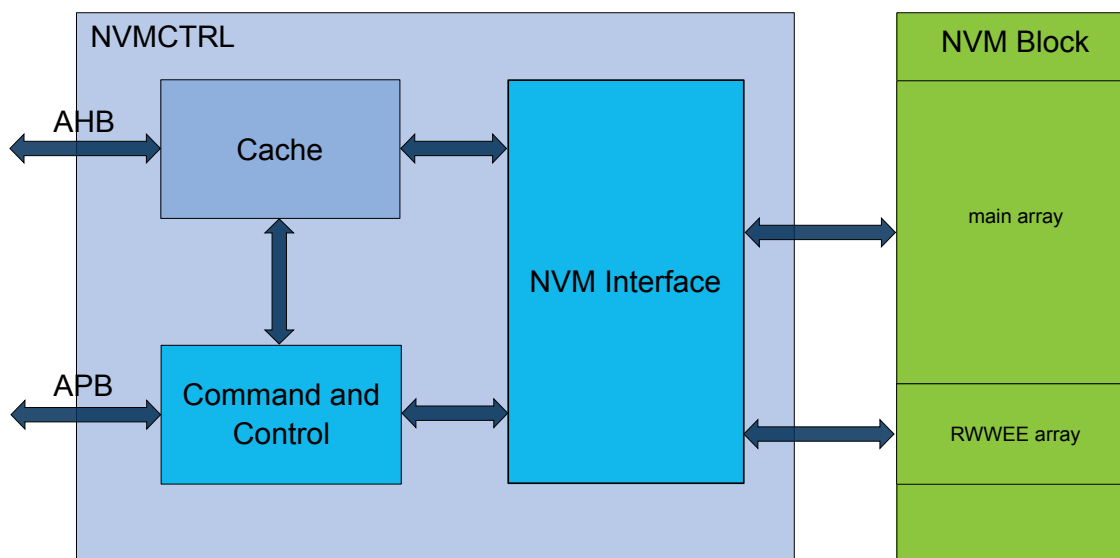 NVMCTRL
NVM Block
AHB
Cache
main array
NVM Interface
APB
Command and
Control
RWWEE array